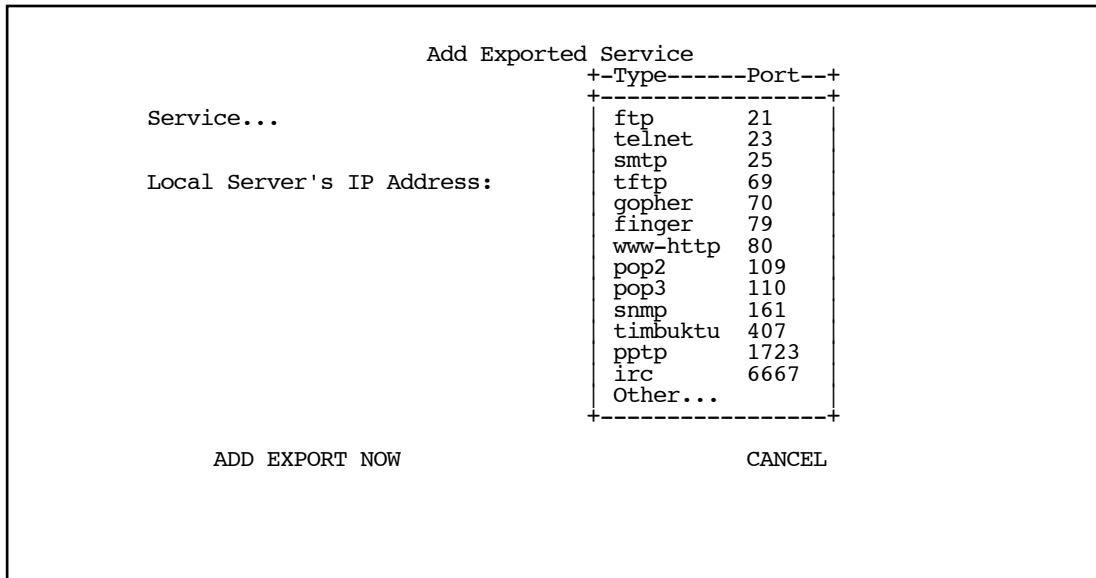 Add Exported Service
+-Type------Port--+
+-----------------+
Service... | ftp 21 |
| telnet 23 |
| smtp 25 |
Local Server's IP Address: | tftp 69 |
| gopher 70 |
| finger 79 |
| www-http 80 |
| pop2 109 |
| pop3 110 |
| snmp 161 |
| timbuktu 407 |
| pptp 1723 |
| irc 6667 |
| Other... |
+-----------------+
ADD EXPORT NOW CANCEL